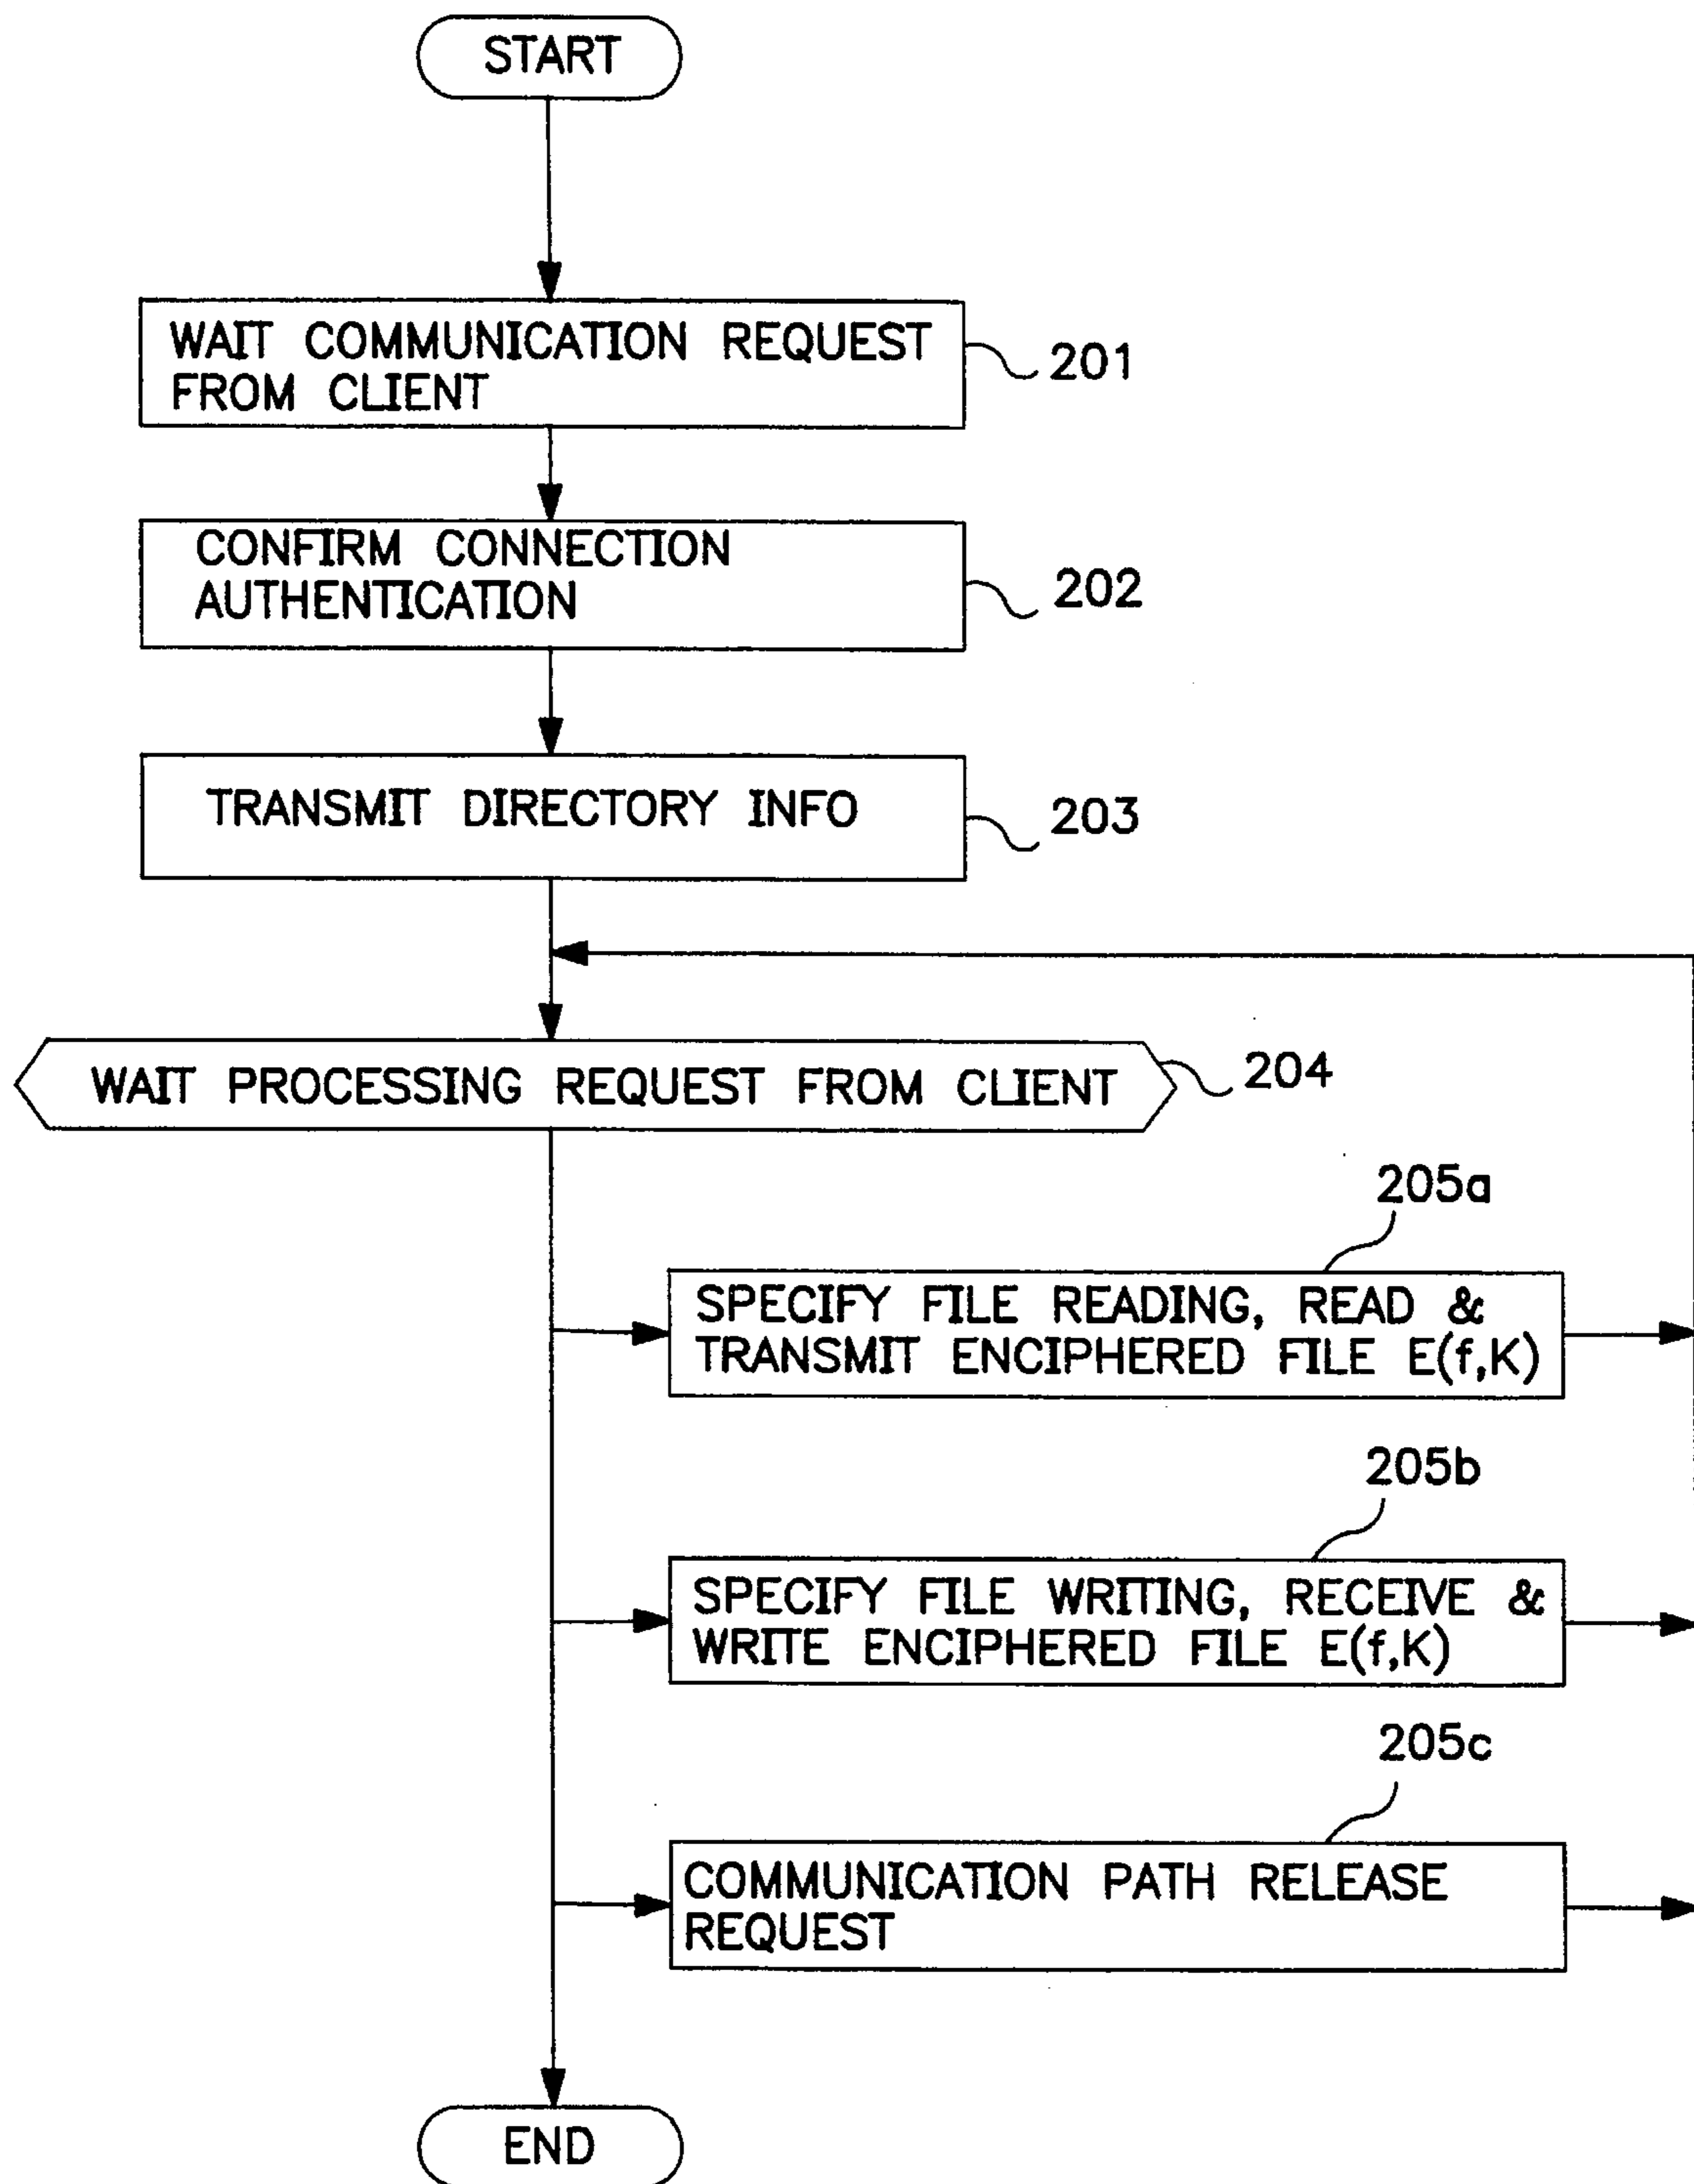 START
WAIT COMMUNICATION REQUEST
FROM CLIENT
201
CONFIRM CONNECTION
AUTHENTICATION
202
TRANSMIT DIRECTORY INFO
203
WAIT PROCESSING REQUEST FROM CLIENT
204
205a
SPECIFY FILE READING, READ &
TRANSMIT ENCIPHERED FILE E(f,K)
205b
SPECIFY FILE WRITING, RECEIVE &
WRITE ENCIPHERED FILE E(f,K)
205c
COMMUNICATION PATH RELEASE
REQUEST
END